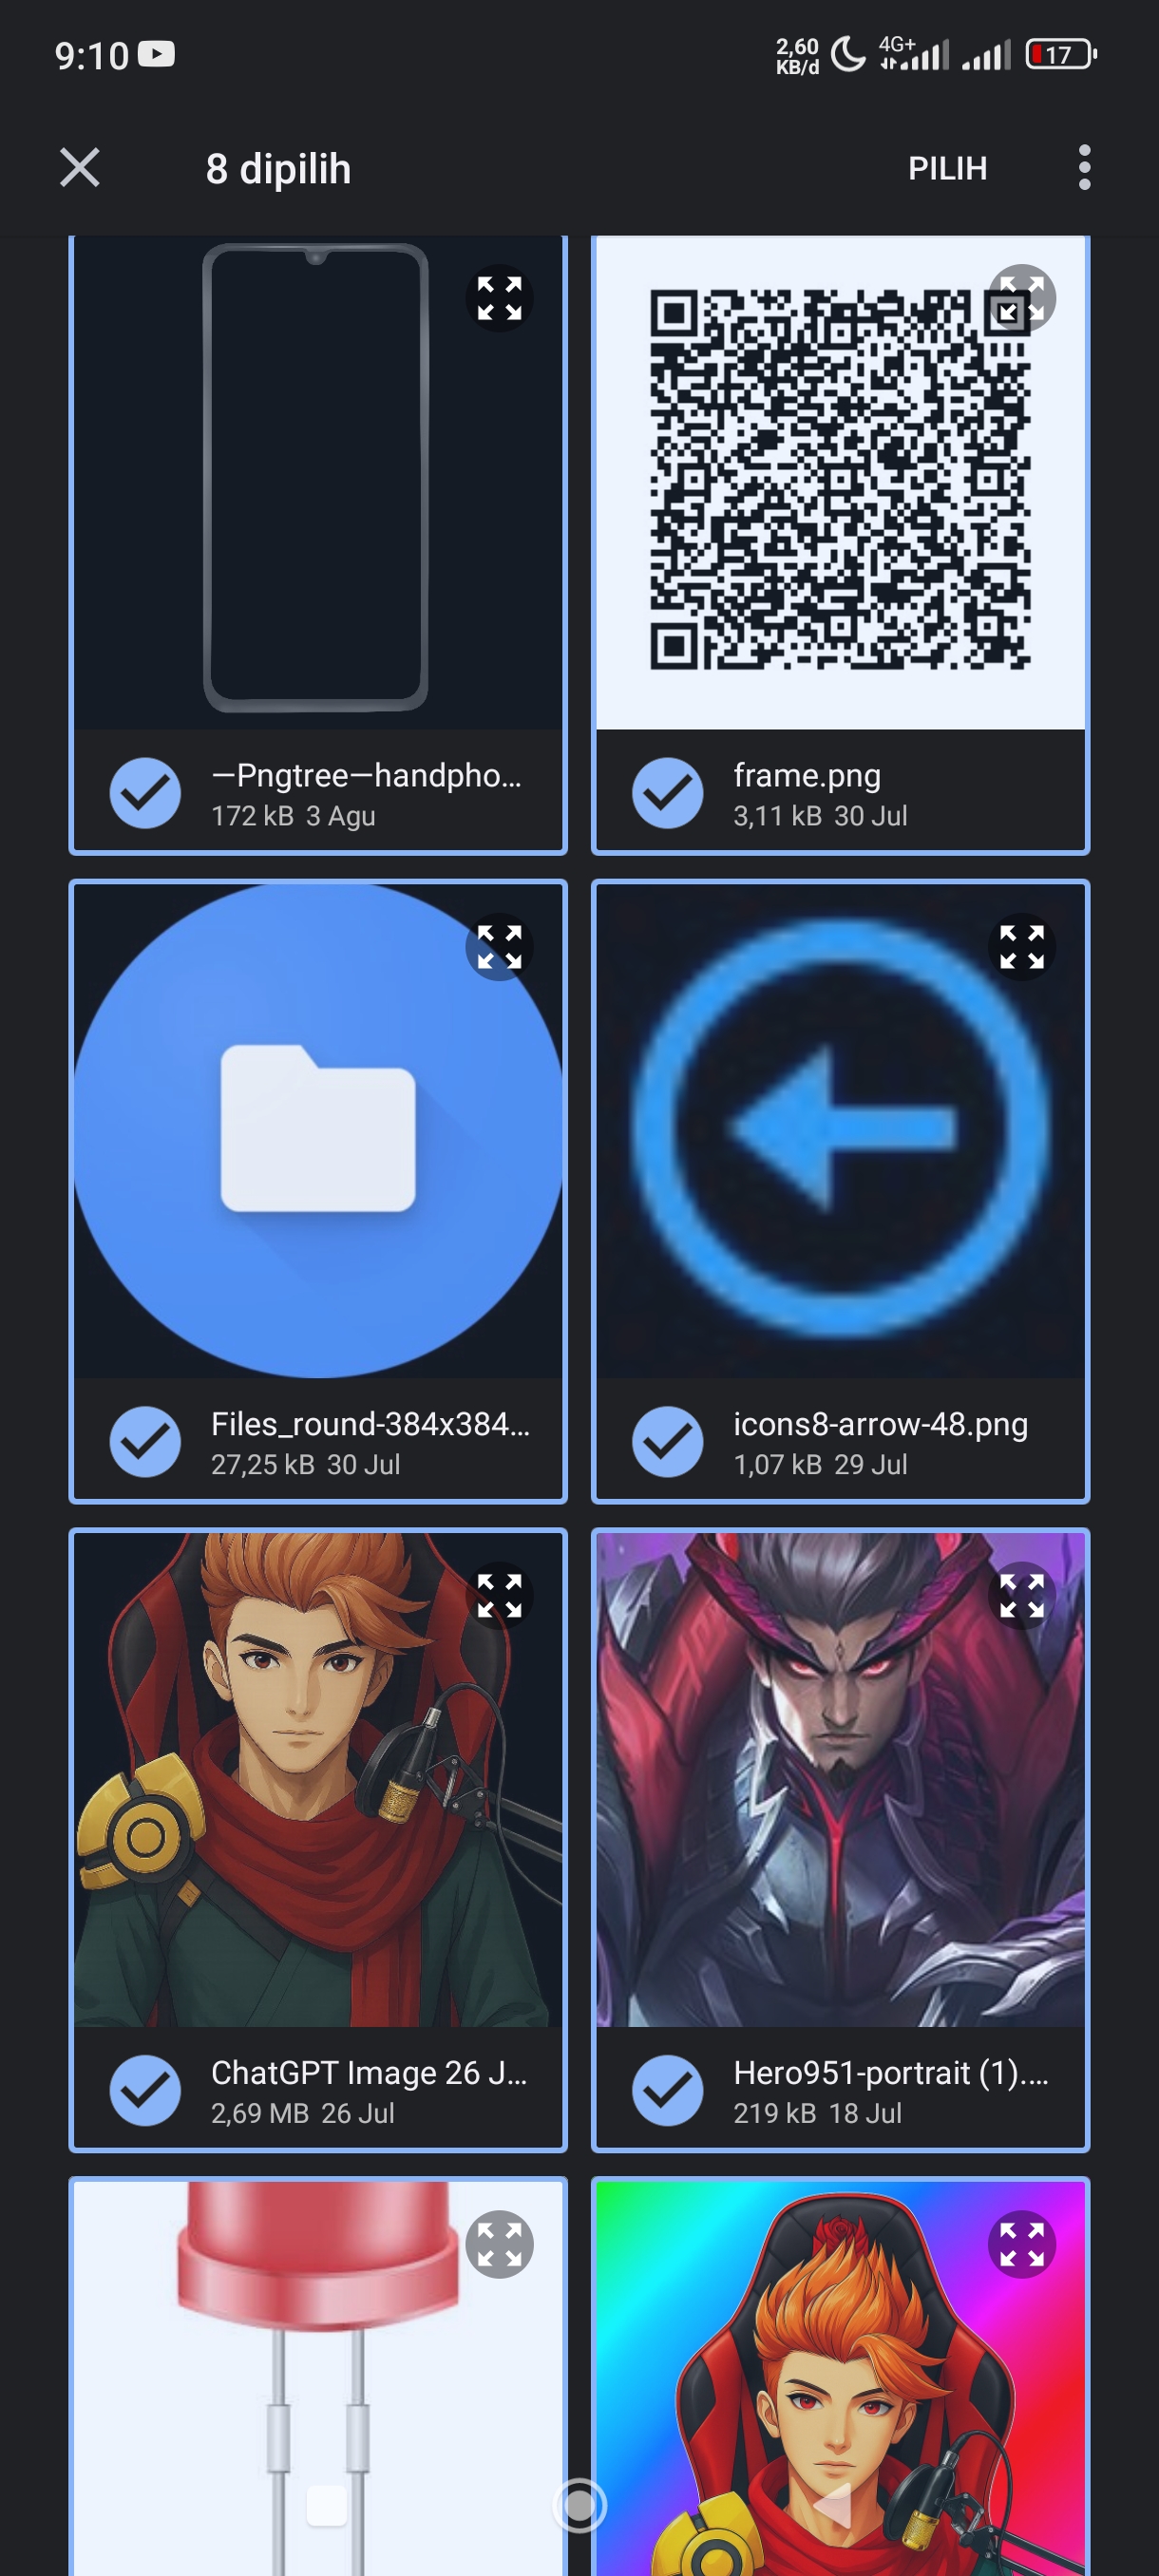 9:10
2,60
KB/d
4G+
17
8 dipilih
PILIH
—Pngtree—handpho...
172 kB 3 Agu
frame.png
3,11 kB 30 Jul
Files_round-384x384...
27,25 kB 30 Jul
icons8-arrow-48.png
1,07 kB 29 Jul
ChatGPT Image 26 J...
2,69 MB 26 Jul
Hero951-portrait (1)....
219 kB 18 Jul